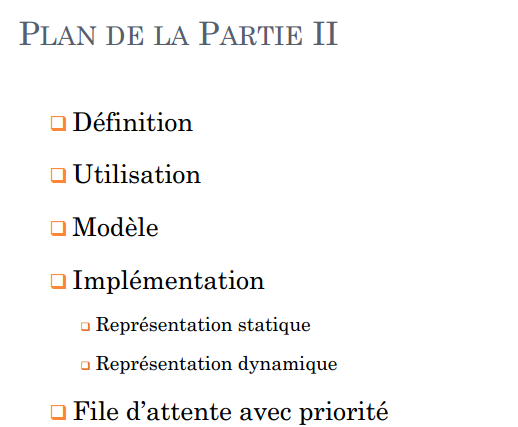 Plan de la Partie II
Définition
Utilisation
Modèle
Implémentation
Représentation statique
Représentation dynamique
File d’attente avec priorité